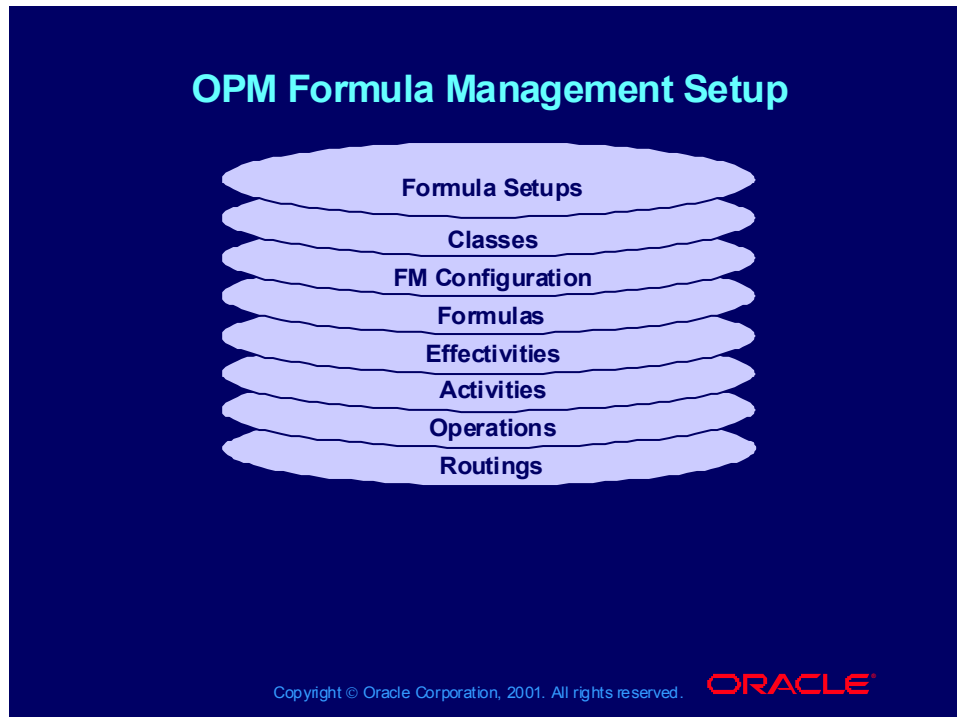 OPM Formula Management Setup
Formula Setups
Classes
FM Configuration
Formulas
Effectivities
Activities
Operations
Routings
Copyright © Oracle Corporation, 2001. All rights reserved.
ORACLE®